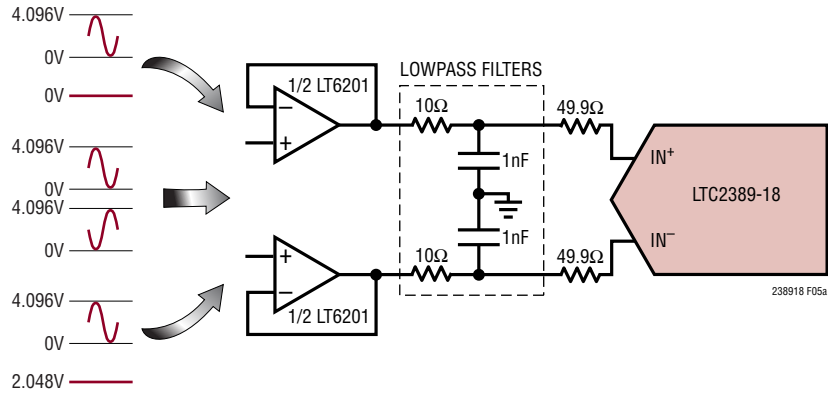 4.096V
0V
0V
4.096V
0V
4.096V
0V
4.096V
0V
2.048V
1/2 LT6201
−
+
LOWPASS FILTERS
10Ω
49.9Ω
1nF
IN+
LTC2389-18
1nF
IN−
10Ω
49.9Ω
+
−
1/2 LT6201
238918 F05a